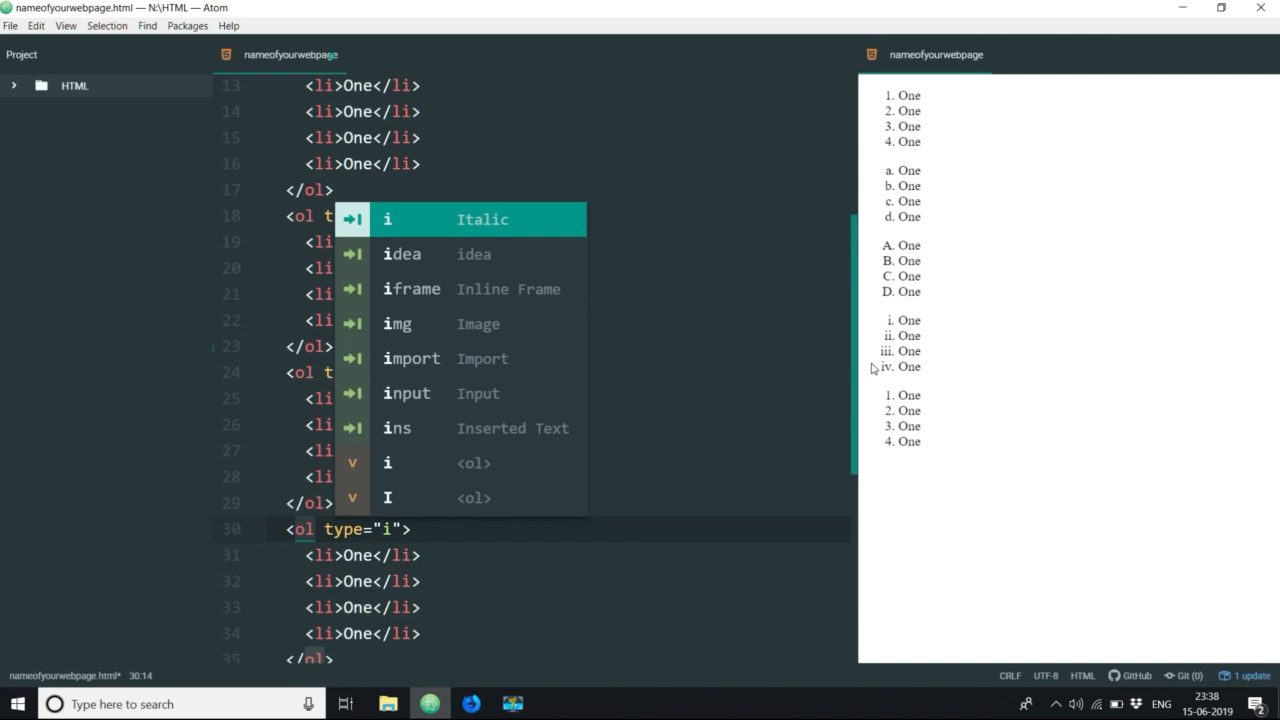 nameofyourwebpage.html — N:\HTML — Atom
File Edit View Selection Find Packages Help
Project
HTML
nameofyourwebpage
13 <li>One</li>
14 <li>One</li>
15 <li>One</li>
16 <li>One</li>
17 </ol>
18 <ol t
19 <li
20 <li
21 <li
22 <li
23 </ol>
24 <ol t
25 <li
26 <li
27 <li
28 <li
29 </ol>
30 <ol type="i">
31 <li>One</li>
32 <li>One</li>
33 <li>One</li>
34 <li>One</li>
35 </ol>
i Italic
idea idea
iframe Inline Frame
img Image
import Import
input Input
ins Inserted Text
v i <ol>
v I <ol>
nameofyourwebpage
1. One
2. One
3. One
4. One
a. One
b. One
c. One
d. One
A. One
B. One
C. One
D. One
i. One
ii. One
iii. One
iv. One
1. One
2. One
3. One
4. One
nameofyourwebpage.html* 30:14
CRLF UTF-8 HTML GitHub Git (0) 1 update
Type here to search
ENG
23:38
15-06-2019
2